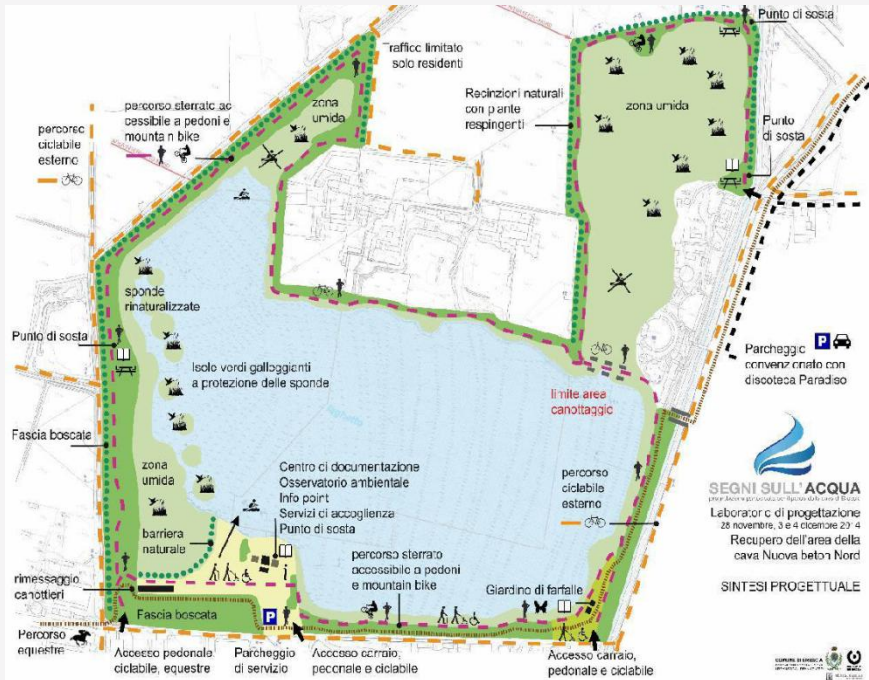 Punto di sosta
Traffico limitato
solo residenti
percorso sterrato ac
cessibile a pedoni e
mountain bike
zona
umida
Recinzioni naturali
con piante
respingenti
zona umida
Punto
di sosta
percorso
ciclabile
esterno
sponde
rinaturalizzate
Punto di sosta
Isole verdi galloggianti
a protezione delle sponde
P
Parcheggio
convenzionato con
discoteca Paradiso
limite area
canottaggio
Fascia boscata
zona
umida
Centro di documentazione
Osservatorio ambientale
Info point
Servizi di accoglienza
Punto di sosta
percorso
ciclabile
esterno
SEGNI SULL'ACQUA
Laboratorio di progettazione
28 novembre, 3 e 4 dicembre 2014
Recupero dell'area della
cava Nuova beton Nord
SINTESI PROGETTUALE
barriera
naturale
percorso sterrato
accessibile a pedoni
e mountain bike
Giardino di farfalle
rimessaggio
canottieri
Fascia boscata
P
Percorso
equestre
Accesso pedonale
ciclabile, equestre
Parcheggio
di servizio
Accesso carraio,
pedonale e ciclabile
Accesso carraio,
pedonale e ciclabile